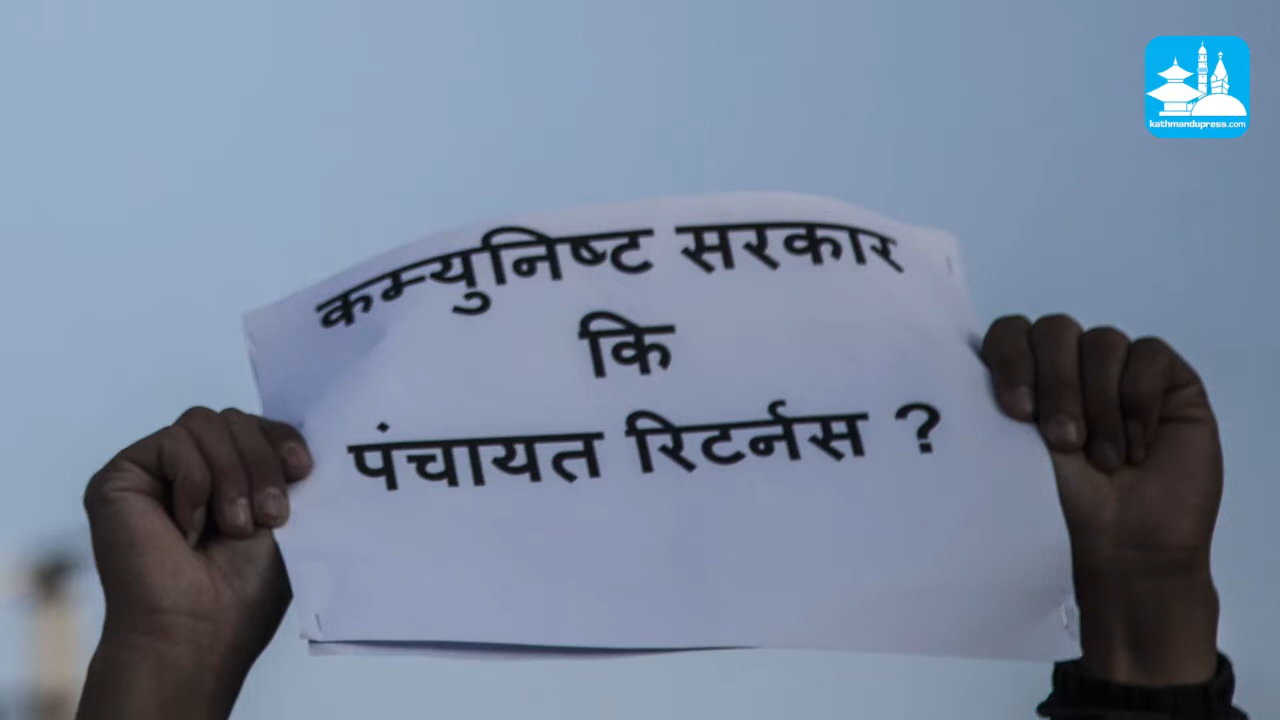 kathmandupress.com
कम्युनिष्ट सरकार
कि
पंचायत रिटर्नस ?